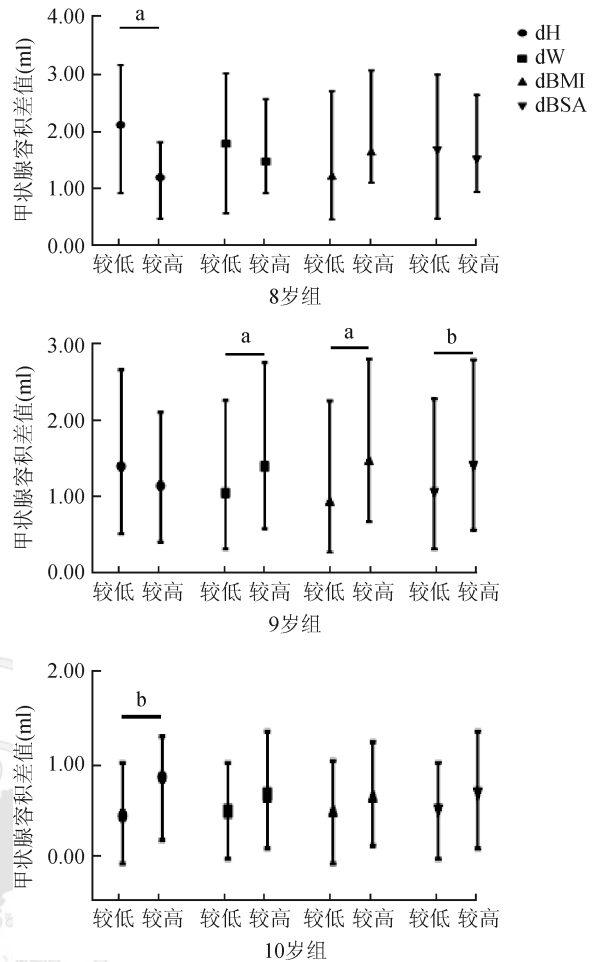 a
4.00
3.00
2.00
1.00
0.00
甲状腺容积差值(ml)
dH
dW
dBMI
dBSA
较低 较高 较低 较高 较低 较高 较低 较高
8岁组
a a b
3.00
2.00
1.00
0.00
甲状腺容积差值(ml)
较低 较高 较低 较高 较低 较高 较低 较高
9岁组
b
2.00
1.00
0.00
甲状腺容积差值(ml)
较低 较高 较低 较高 较低 较高 较低 较高
10岁组